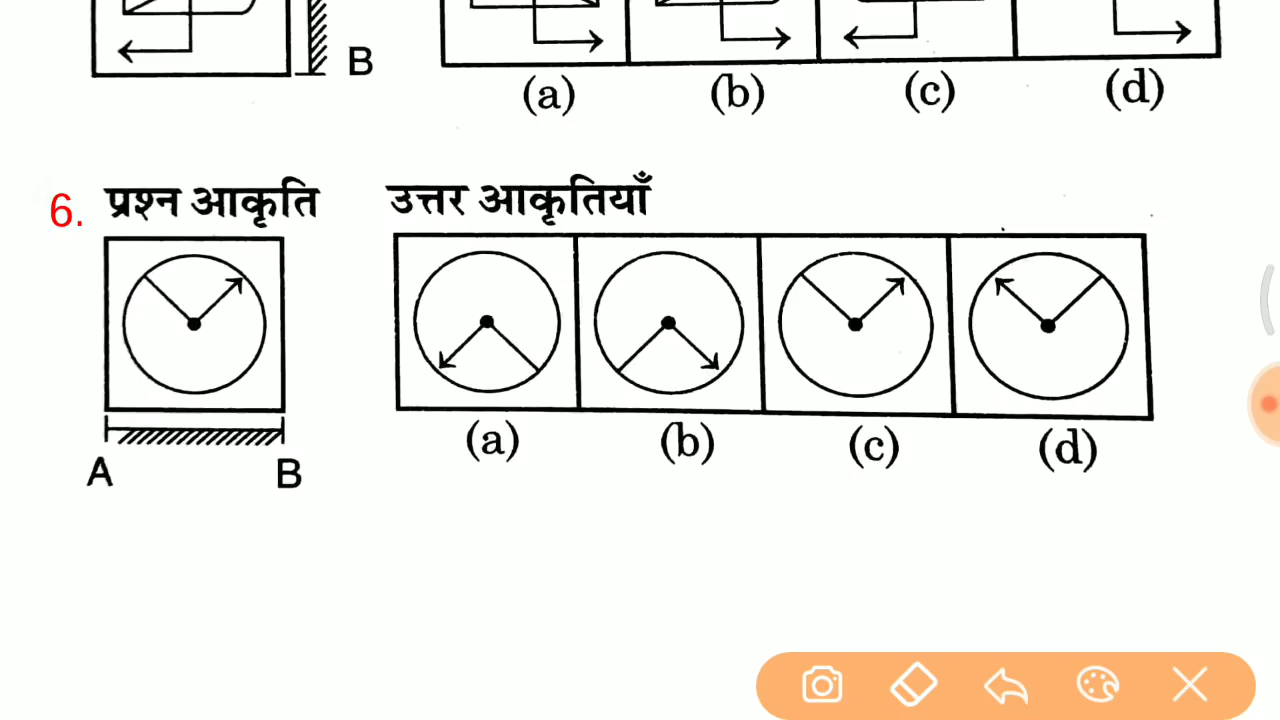 B
(a) (b) (c) (d)
6. प्रश्न आकृति उत्तर आकृतियाँ
(a) (b) (c) (d)
A B